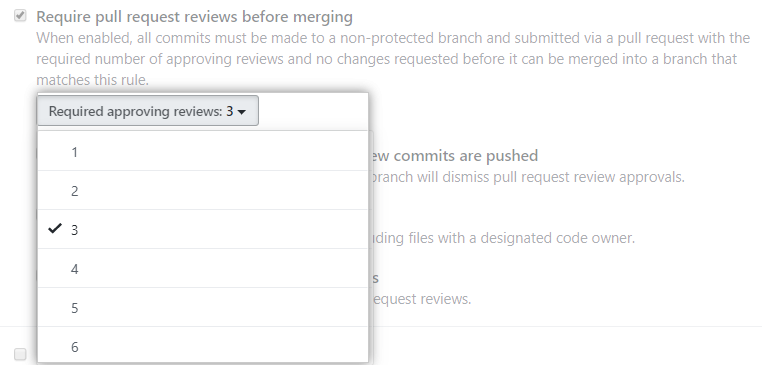 Require pull request reviews before merging
When enabled, all commits must be made to a non-protected branch and submitted via a pull request with the
required number of approving reviews and no changes requested before it can be merged into a branch that
matches this rule.
Required approving reviews: 3
1
ew commits are pushed
ranch will dismiss pull request review approvals.
2
3
ding files with a designated code owner.
4
s
equest reviews.
5
6